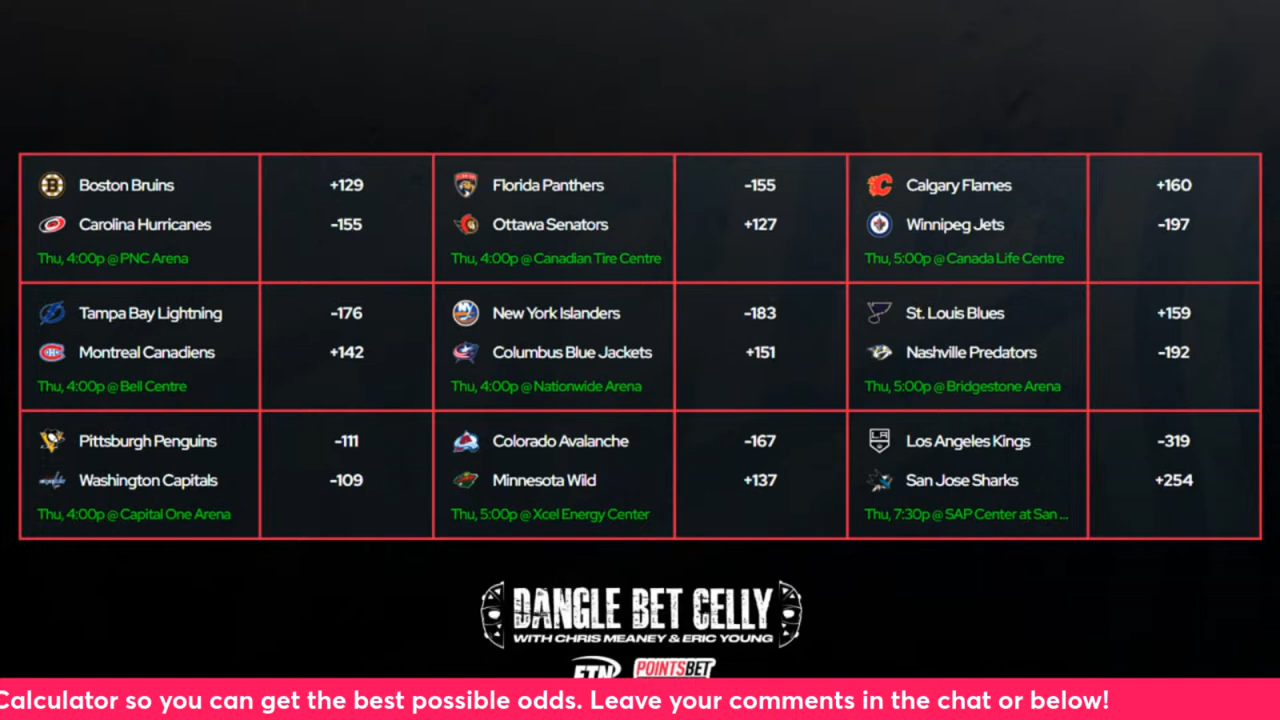 Boston Bruins +129
Carolina Hurricanes -155
Thu, 4:00p @ PNC Arena
Florida Panthers -155
Ottawa Senators +127
Thu, 4:00p @ Canadian Tire Centre
Calgary Flames +160
Winnipeg Jets -197
Thu, 5:00p @ Canada Life Centre
Tampa Bay Lightning -176
Montreal Canadiens +142
Thu, 4:00p @ Bell Centre
New York Islanders -183
Columbus Blue Jackets +151
Thu, 4:00p @ Nationwide Arena
St. Louis Blues +159
Nashville Predators -192
Thu, 5:00p @ Bridgestone Arena
Pittsburgh Penguins -111
Washington Capitals -109
Thu, 4:00p @ Capital One Arena
Colorado Avalanche -167
Minnesota Wild +137
Thu, 5:00p @ Xcel Energy Center
Los Angeles Kings -319
San Jose Sharks +254
Thu, 7:30p @ SAP Center at San ...
DANGLE BET CELLY
WITH CHRIS MEANEY & ERIC YOUNG
FTN POINTSBET
Calculator so you can get the best possible odds. Leave your comments in the chat or below!